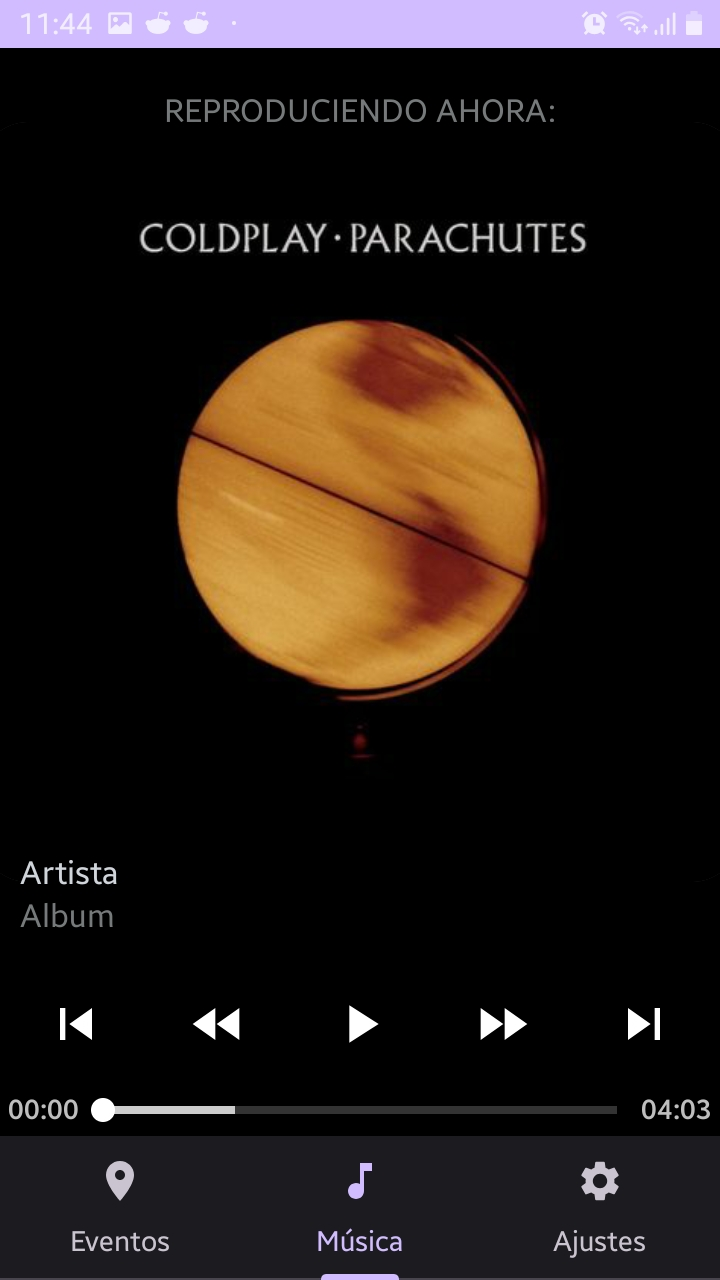 11:44
REPRODUCIENDO AHORA:
COLDPLAY · PARACHUTES
Artista
Album
00:00 04:03
Eventos Música Ajustes